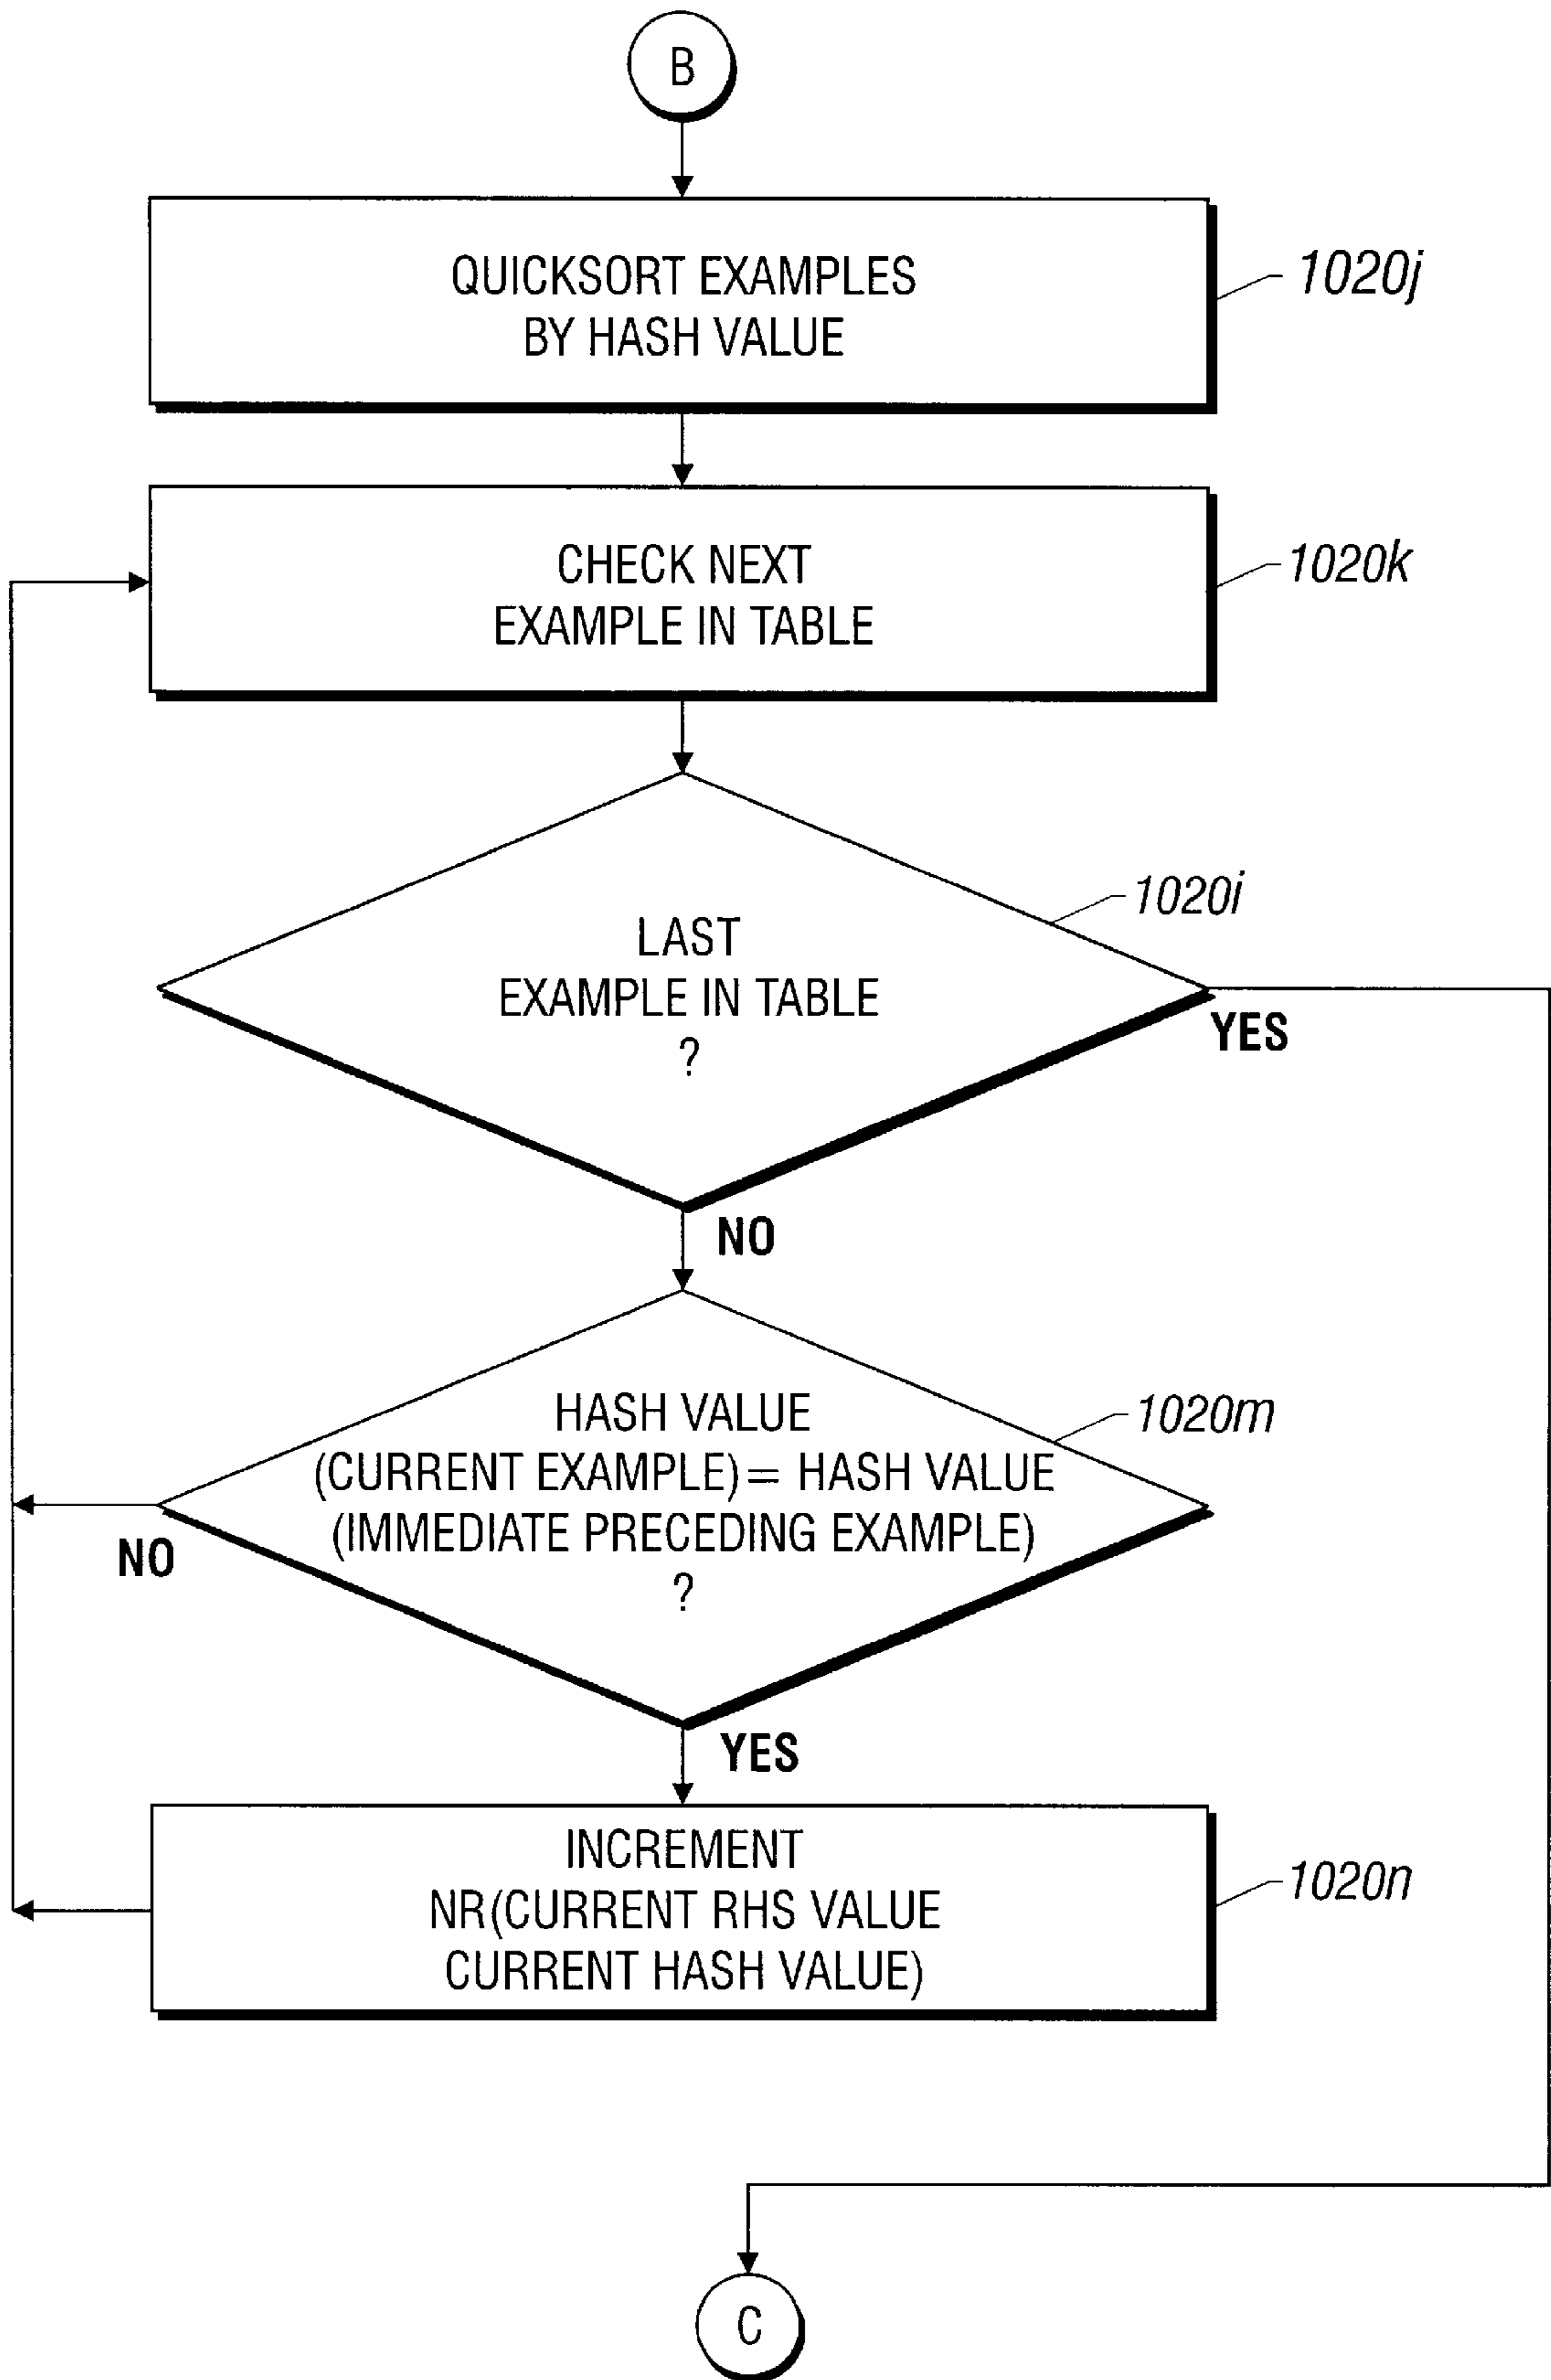 B
QUICKSORT EXAMPLES
BY HASH VALUE
1020j
CHECK NEXT
EXAMPLE IN TABLE
1020k
1020i
LAST
EXAMPLE IN TABLE
?
YES
NO
HASH VALUE
(CURRENT EXAMPLE) = HASH VALUE
(IMMEDIATE PRECEDING EXAMPLE)
?
1020m
NO
YES
INCREMENT
NR(CURRENT RHS VALUE
CURRENT HASH VALUE)
1020n
C